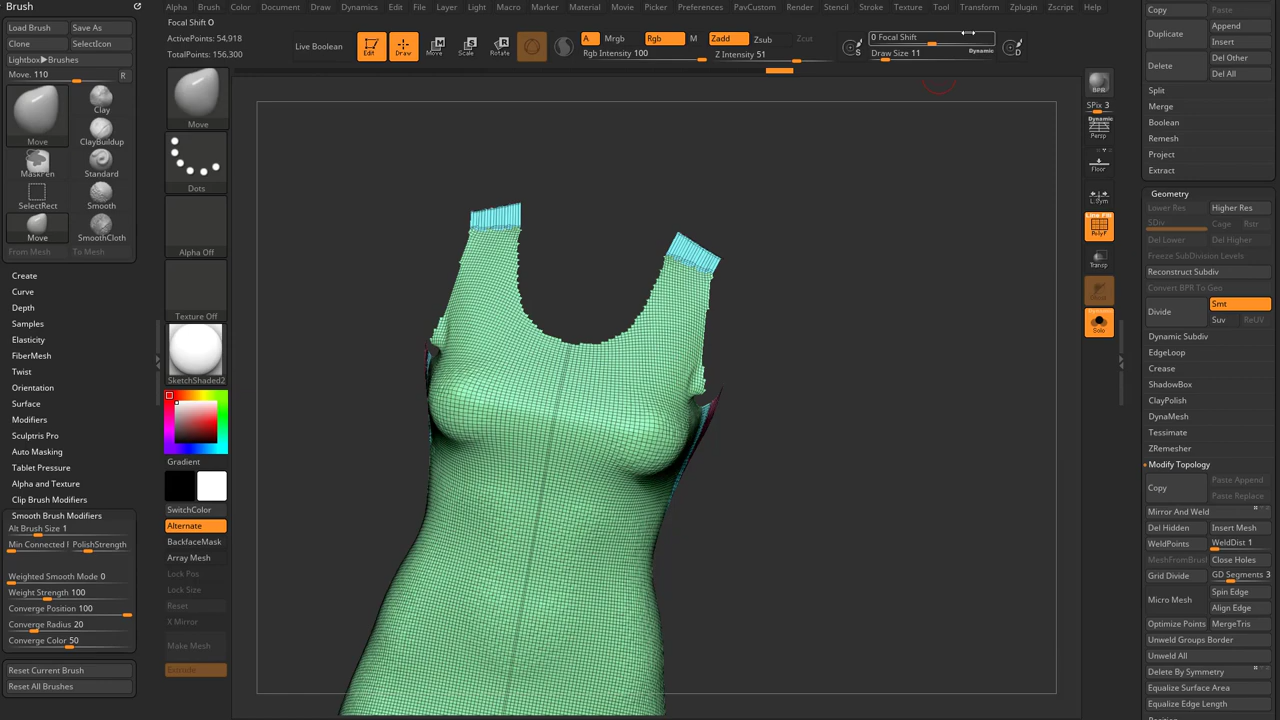 Brush
Alpha Brush Color Document Draw Dynamics Edit File Layer Light Macro Marker Material Movie Picker Preferences PavCustom Render Stencil Stroke Texture Tool Transform Zplugin Zscript Help
Focal Shift 0
ActivePoints: 54,918
TotalPoints: 156,300
Live Boolean
Edit
Draw
Move
Scale
Rotate
A
Mrgb
Rgb
M
Rgb Intensity 100
Zadd
Zsub
Zcut
Z Intensity 51
S
0 Focal Shift
Draw Size 11
Dynamic
D
Load Brush
Save As
Clone
SelectIcon
Lightbox▶Brushes
Move. 110
R
Move
Clay
ClayBuildup
MaskPen
Standard
SelectRect
Smooth
Move
SmoothCloth
From Mesh
To Mesh
Create
Curve
Depth
Samples
Elasticity
FiberMesh
Twist
Orientation
Surface
Modifiers
Sculptris Pro
Auto Masking
Tablet Pressure
Alpha and Texture
Clip Brush Modifiers
Smooth Brush Modifiers
Alt Brush Size 1
Min Connected
PolishStrength
Weighted Smooth Mode 0
Weight Strength 100
Converge Position 100
Converge Radius 20
Converge Color 50
Reset Current Brush
Reset All Brushes
Move
Dots
Alpha Off
Texture Off
SketchShaded2
Gradient
SwitchColor
Alternate
BackfaceMask
Array Mesh
Lock Pos
Lock Size
Reset
X Mirror
Make Mesh
Extrude
BPR
SPix 3
Dynamic
Persp
Floor
L.Sym
Line Fill
PolyF
Transp
Solo
Copy
Paste
Duplicate
Append
Insert
Delete
Del Other
Del All
Split
Merge
Boolean
Remesh
Project
Extract
Geometry
Lower Res
Higher Res
SDiv
Cage
Rstr
Del Lower
Del Higher
Freeze SubDivision Levels
Reconstruct Subdiv
Convert BPR To Geo
Divide
Smt
Suv
ReUV
Dynamic Subdiv
EdgeLoop
Crease
ShadowBox
ClayPolish
DynaMesh
Tessimate
ZRemesher
Modify Topology
Copy
Paste Append
Paste Replace
Mirror And Weld
Del Hidden
Insert Mesh
WeldPoints
WeldDist 1
MeshFromBrush
Close Holes
Grid Divide
GD Segments 3
Micro Mesh
Spin Edge
Align Edge
Optimize Points
MergeTris
Unweld Groups Border
Unweld All
Delete By Symmetry
Equalize Surface Area
Equalize Edge Length